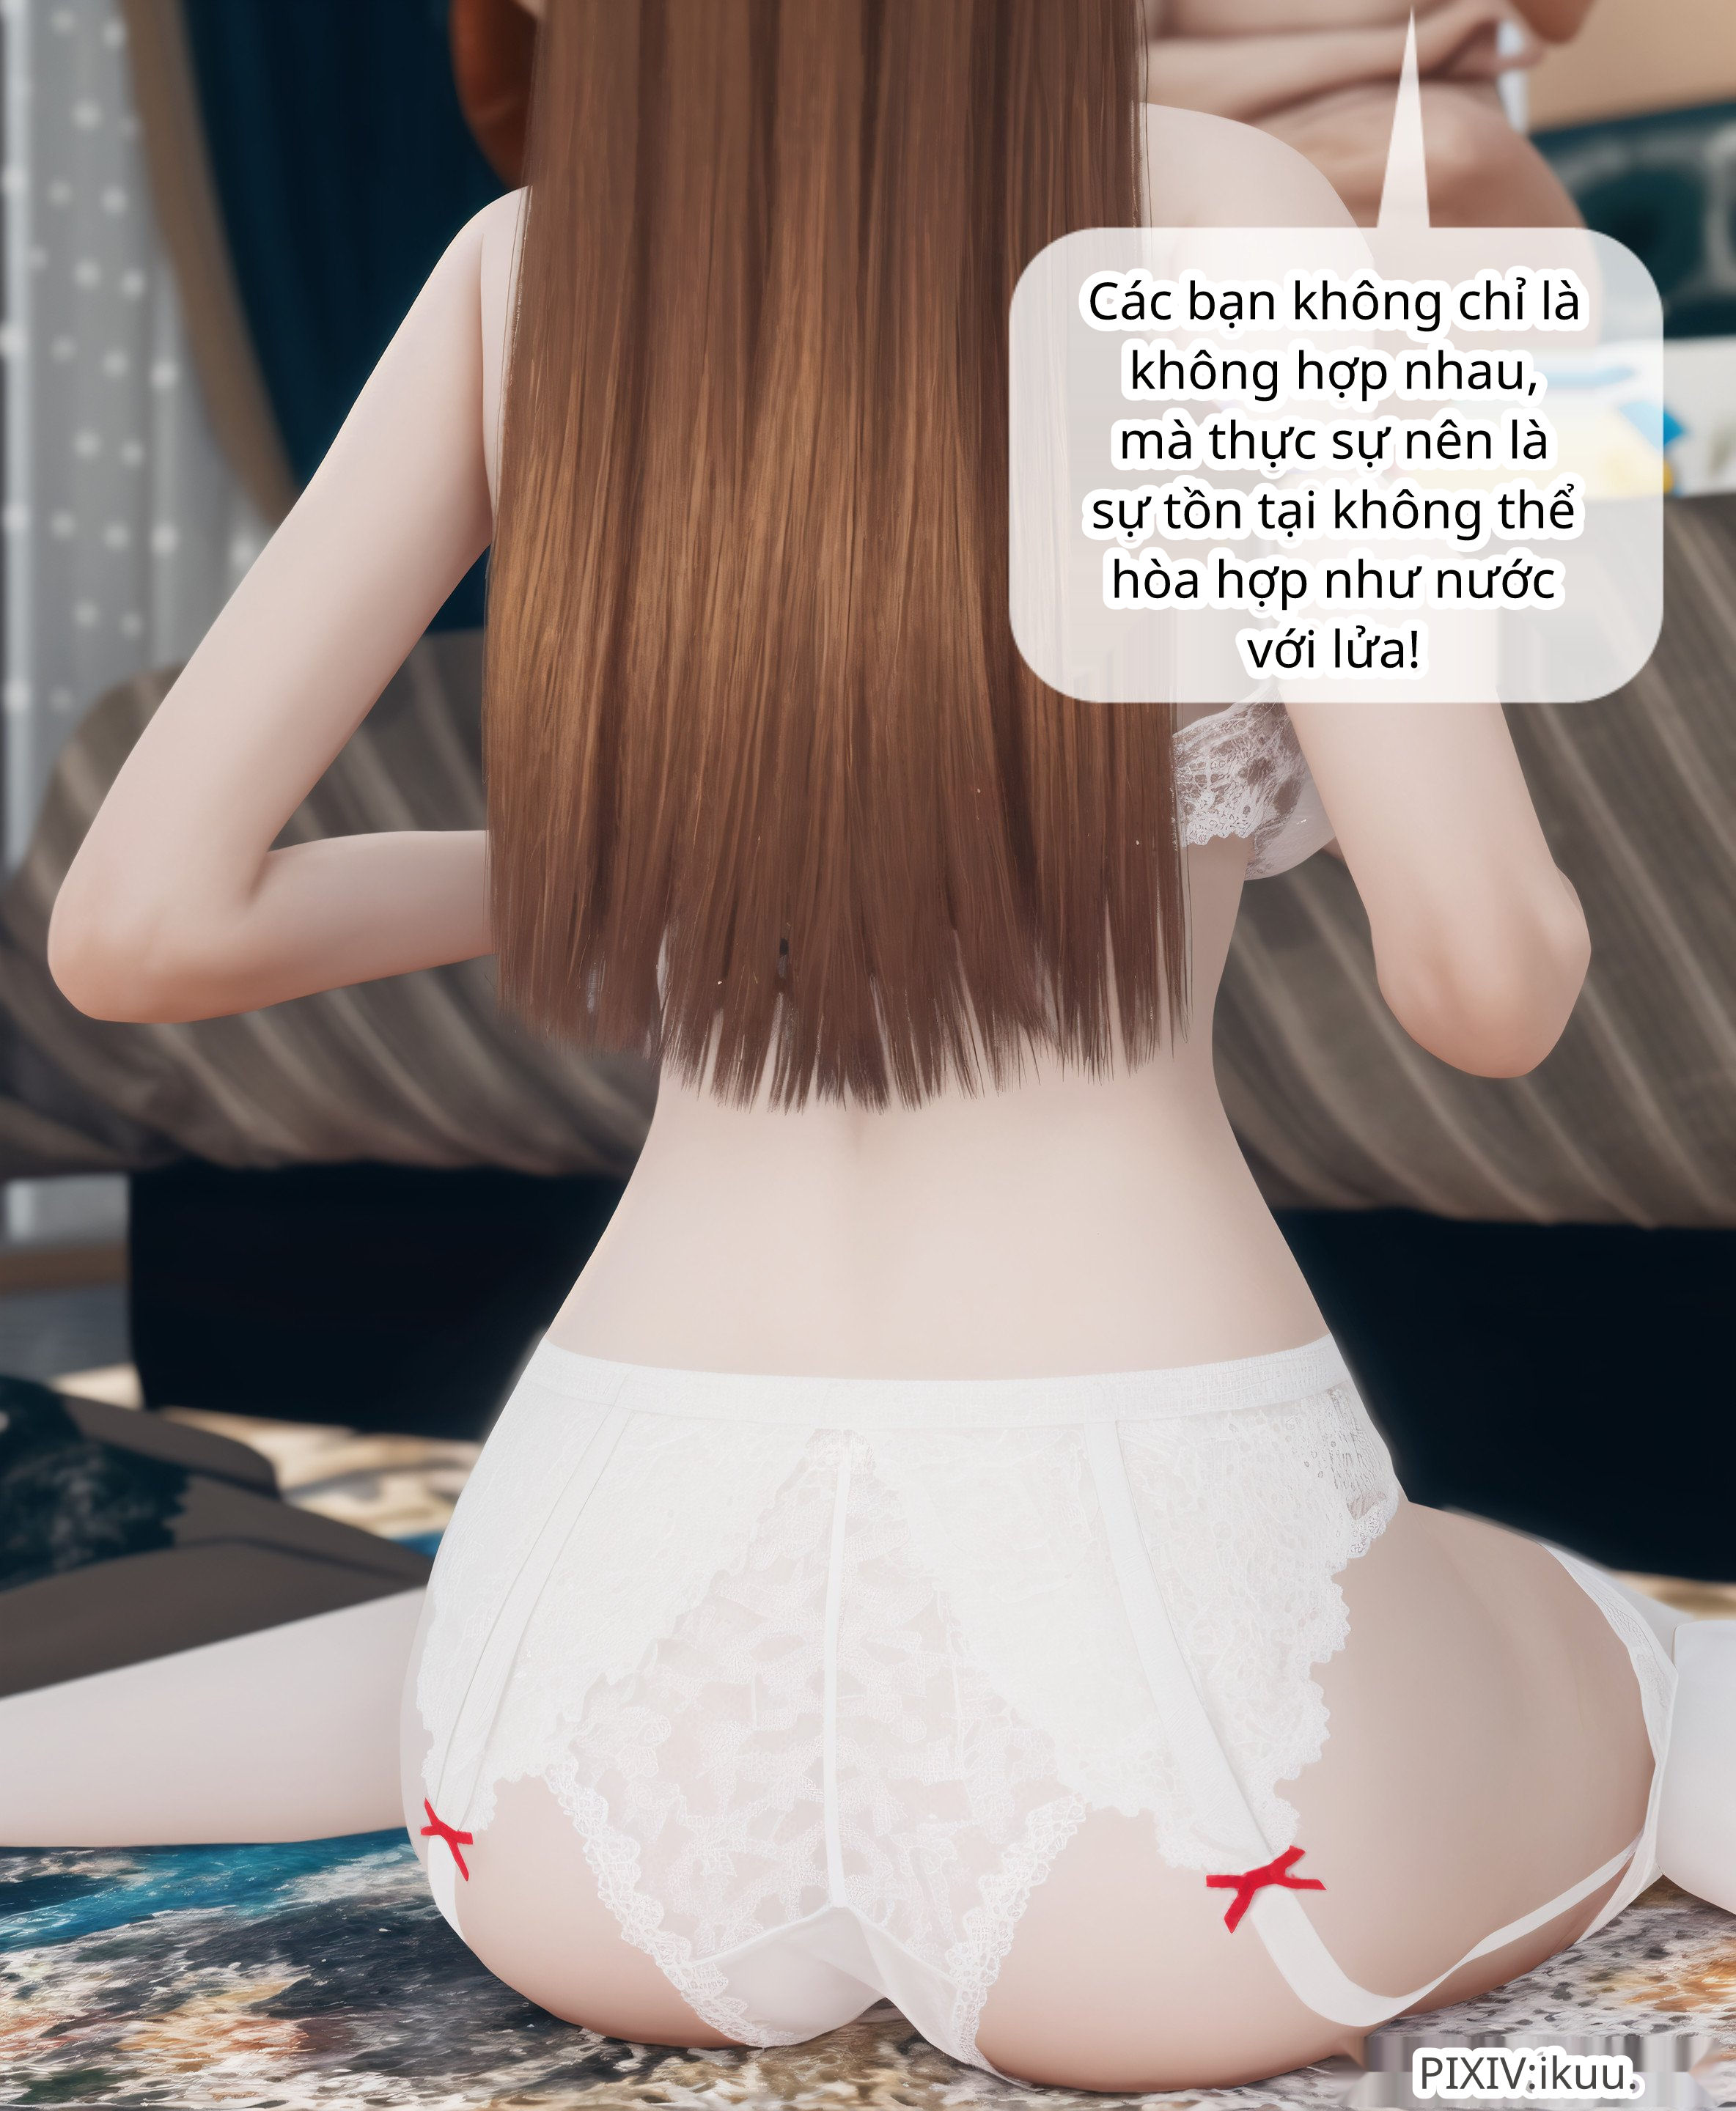 Các bạn không chỉ là
không hợp nhau,
mà thực sự nên là
sự tồn tại không thể
hòa hợp như nước
với lửa!
PIXIV:ikuu.